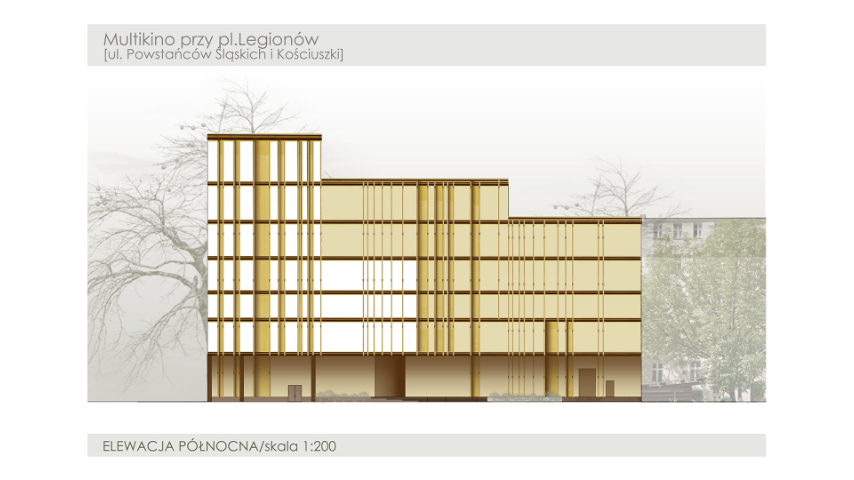 Multikino przy pl.Legionów
[ul. Powstańców Śląskich i Kościuszki]
ELEWACJA PÓŁNOCNA/skala 1:200